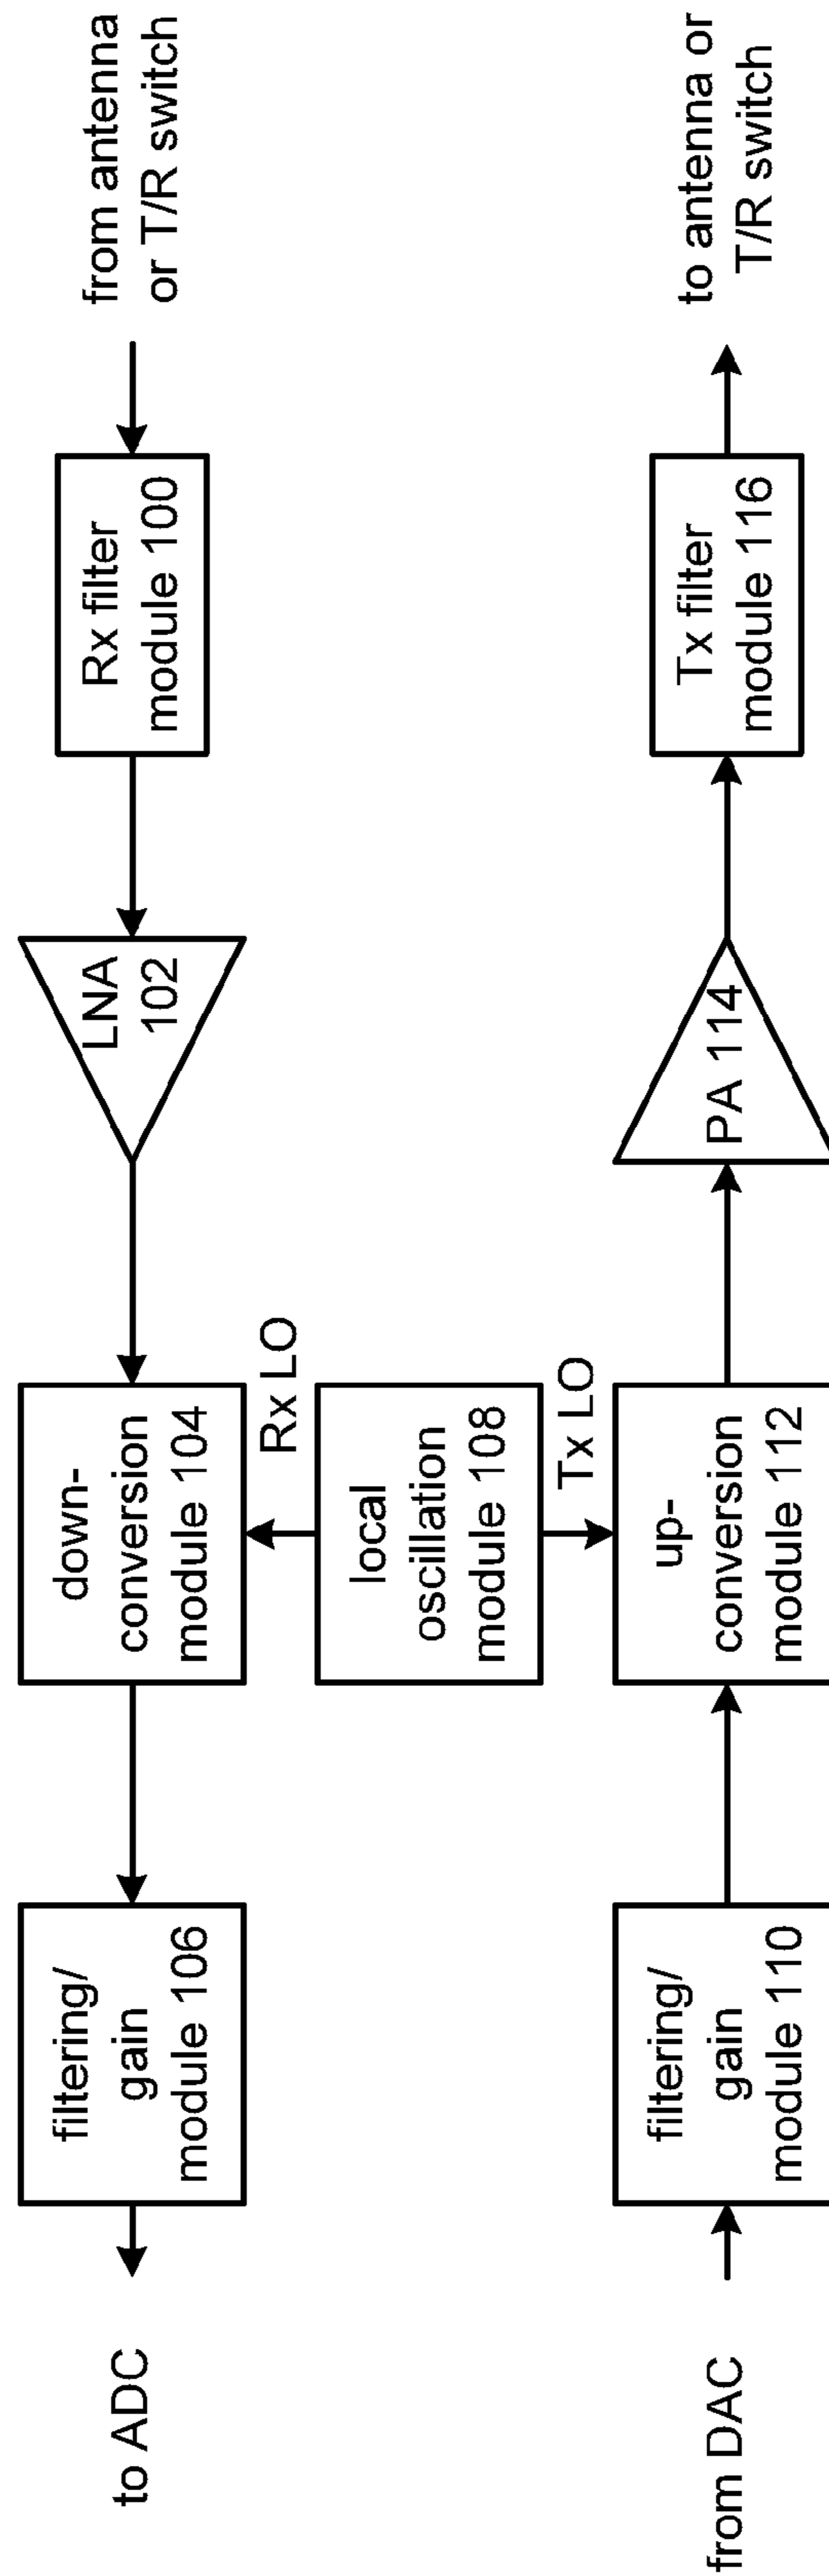 from antenna
or T/R switch
Rx filter
module 100
LNA
102
down-
conversion
module 104
filtering/
gain
module 106
to ADC
Rx LO
local
oscillation
module 108
Tx LO
from DAC
filtering/
gain
module 110
up-
conversion
module 112
PA 114
Tx filter
module 116
to antenna or
T/R switch